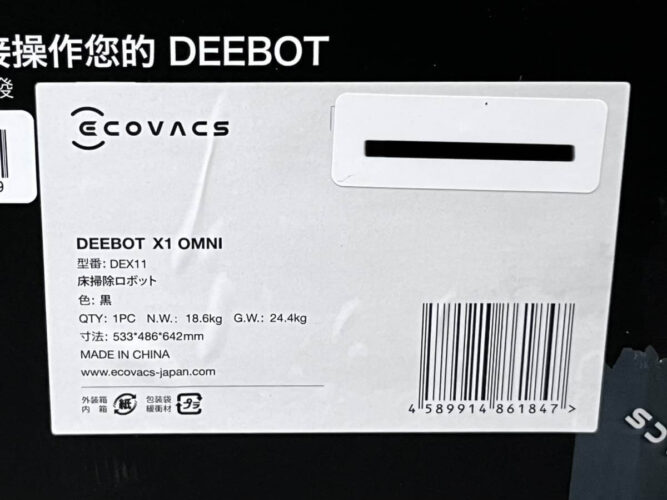 接操作您的 DEEBOT
發
9
ECOVACS
DEEBOT X1 OMNI
型番: DEX11
床掃除ロボット
色: 黒
QTY: 1PC N.W.: 18.6kg G.W.: 24.4kg
寸法: 533*486*642mm
MADE IN CHINA
www.ecovacs-japan.com
外装箱 紙 包装袋 プラ
内 箱 緩衝材
4 589914 861847 >
CS